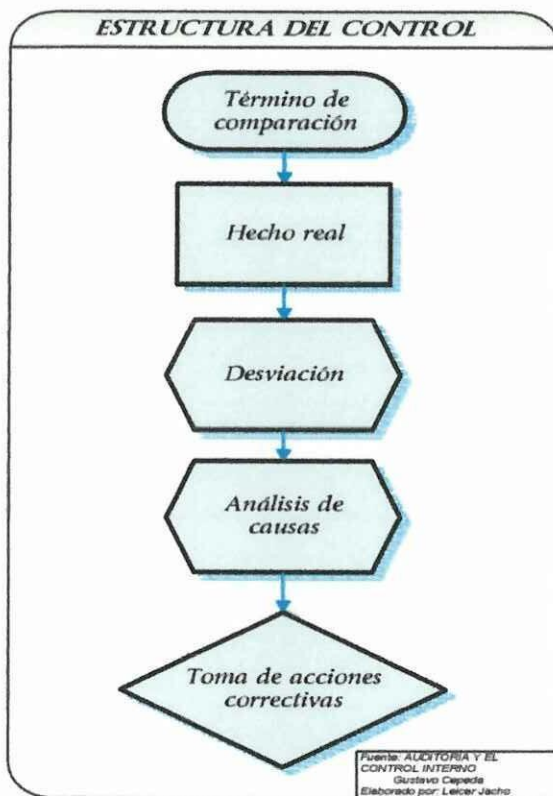 ESTRUCTURA DEL CONTROL
Término de
comparación
Hecho real
Desviación
Análisis de
causas
Toma de acciones
correctivas
Fuente: AUDITORIA Y EL
CONTROL INTERNO
Gustavo Cepeda
Elaborado por: Leicer Jacho